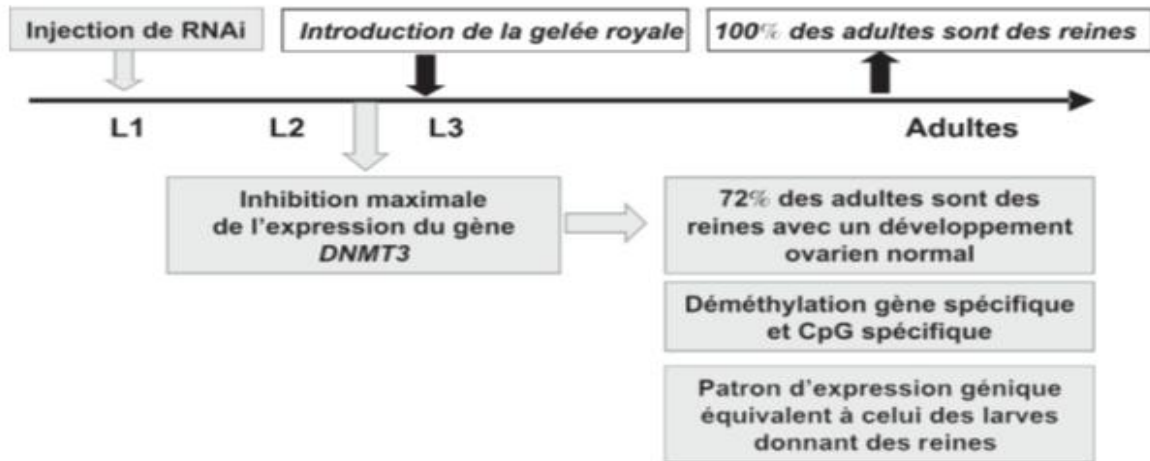 Injection de RNAi
Introduction de la gelée royale
100% des adultes sont des reines
L1
L2
L3
Adultes
Inhibition maximale
de l'expression du gène
DNMT3
72% des adultes sont des
reines avec un développement
ovarien normal
Déméthylation gène spécifique
et CpG spécifique
Patron d'expression génique
équivalent à celui des larves
donnant des reines